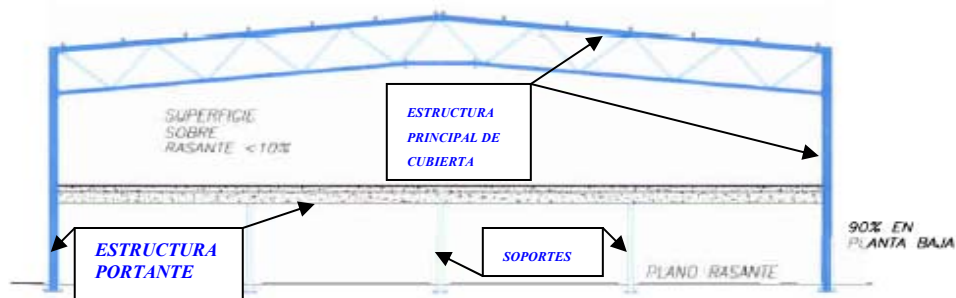 SUPERFICIE
SOBRE
RASANTE <10%
ESTRUCTURA
PRINCIPAL DE
CUBIERTA
ESTRUCTURA
PORTANTE
SOPORTES
90% EN
PLANTA BAJA
PLANO RASANTE